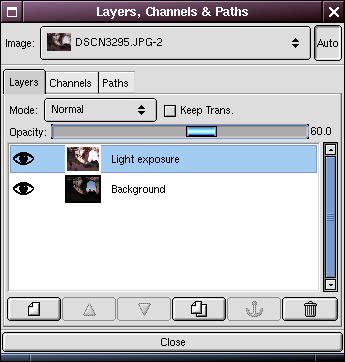 Layers, Channels & Paths
Image: DSCN3295.JPG-2 Auto
Layers Channels Paths
Mode: Normal Keep Trans.
Opacity: 60.0
Light exposure
Background
Close